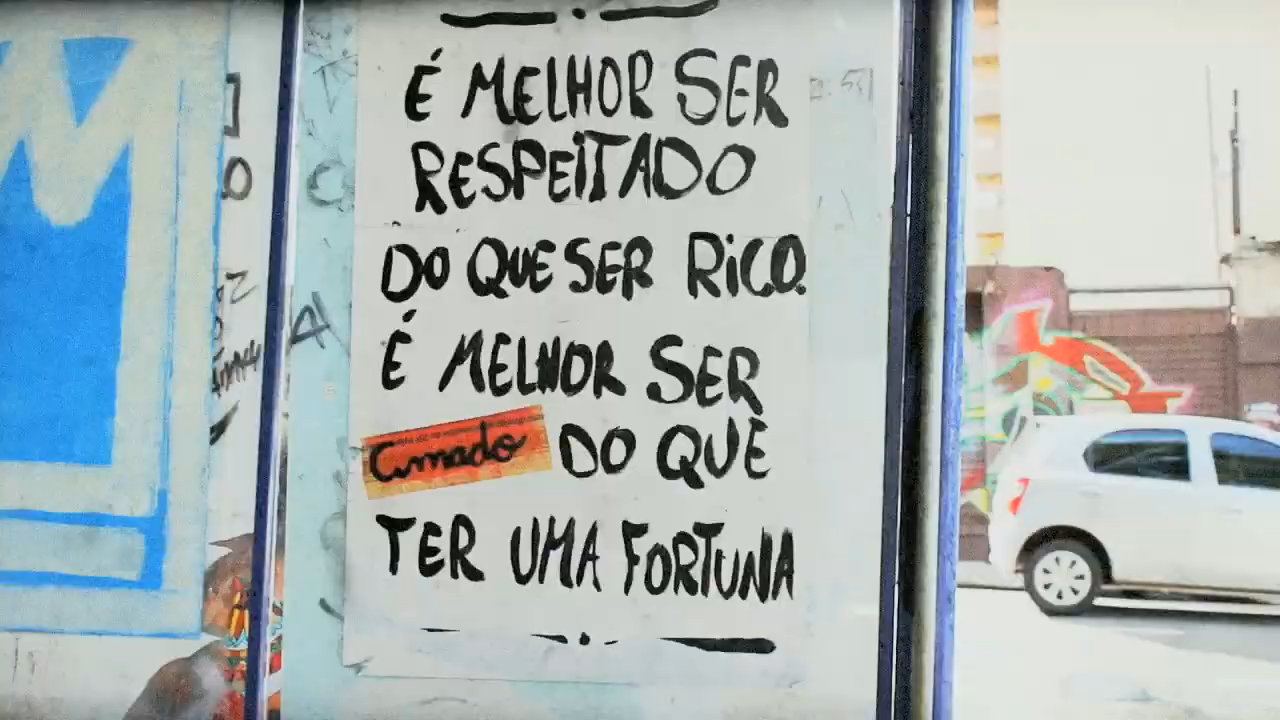 É MELHOR SER
RESPEITADO
DO QUE SER RICO.
É MELHOR SER
Amado DO QUE
TER UMA FORTUNA